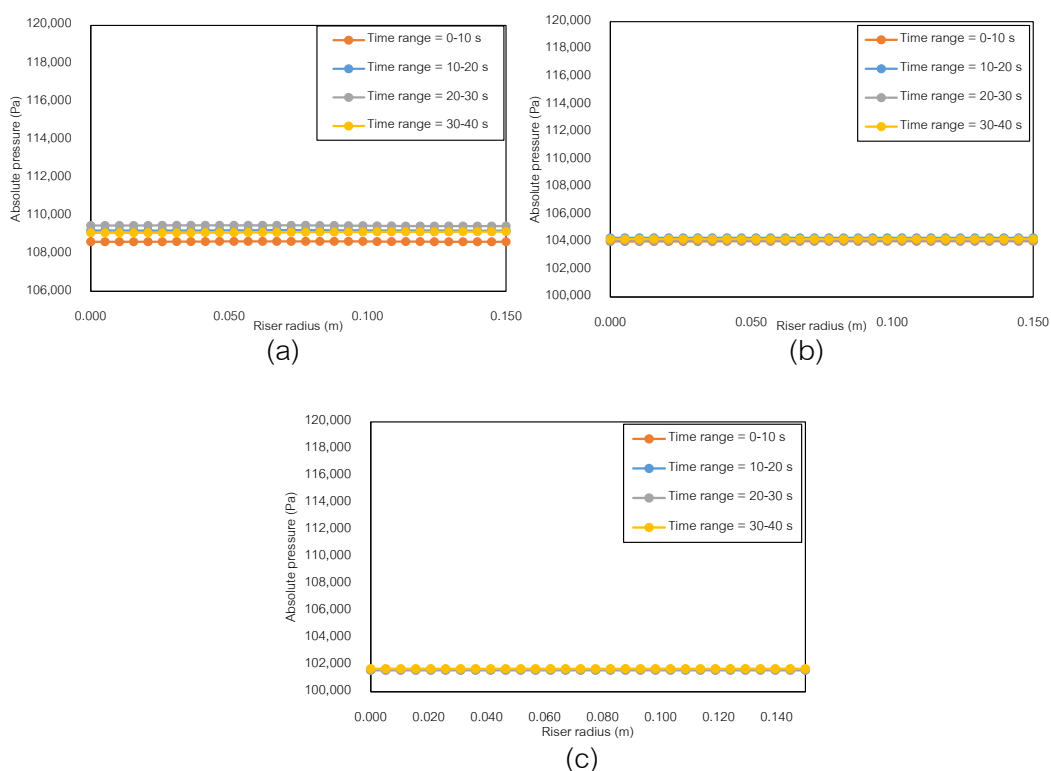 120,000
118,000
116,000
114,000
112,000
110,000
108,000
106,000
Absolute pressure (Pa)
Time range = 0-10 s
Time range = 10-20 s
Time range = 20-30 s
Time range = 30-40 s
0.000 0.050 0.100 0.150
Riser radius (m)
(a)
120,000
118,000
116,000
114,000
112,000
110,000
108,000
106,000
104,000
102,000
100,000
Absolute pressure (Pa)
Time range = 0-10 s
Time range = 10-20 s
Time range = 20-30 s
Time range = 30-40 s
0.000 0.050 0.100 0.150
Riser radius (m)
(b)
120,000
118,000
116,000
114,000
112,000
110,000
108,000
106,000
104,000
102,000
100,000
Absolute pressure (Pa)
Time range = 0-10 s
Time range = 10-20 s
Time range = 20-30 s
Time range = 30-40 s
0.000 0.020 0.040 0.060 0.080 0.100 0.120 0.140
Riser radius (m)
(c)